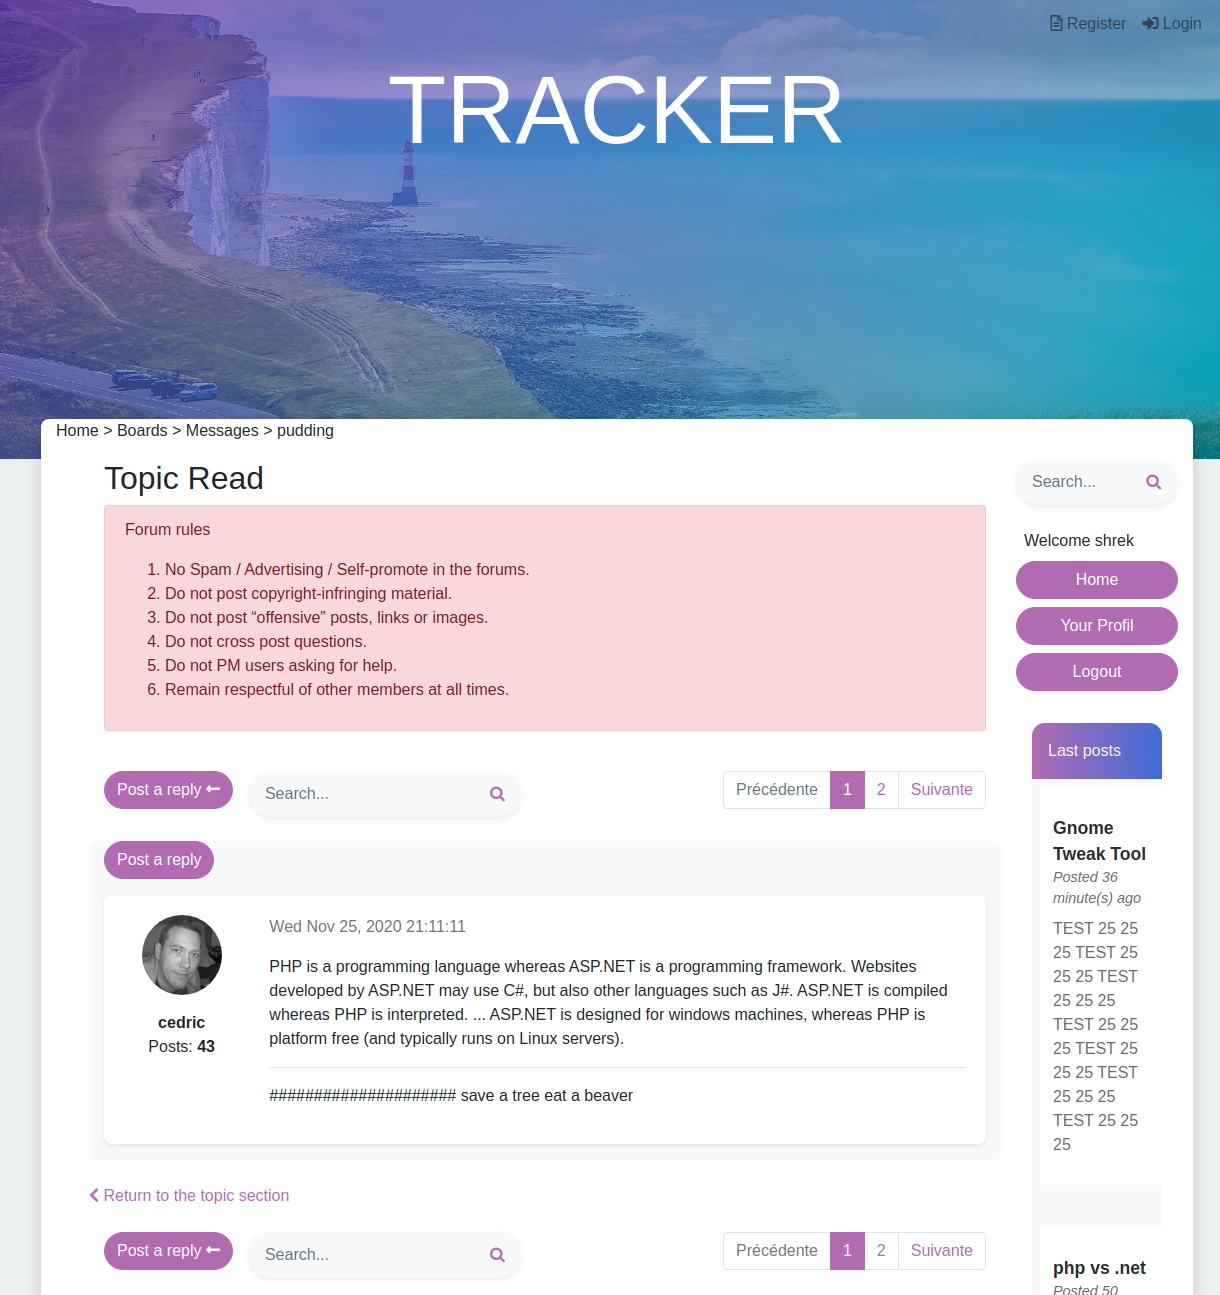 Register Login
TRACKER
Home > Boards > Messages > pudding
Topic Read
Forum rules
1. No Spam / Advertising / Self-promote in the forums.
2. Do not post copyright-infringing material.
3. Do not post “offensive” posts, links or images.
4. Do not cross post questions.
5. Do not PM users asking for help.
6. Remain respectful of other members at all times.
Post a reply
Search...
Précédente 1 2 Suivante
Post a reply
Wed Nov 25, 2020 21:11:11
PHP is a programming language whereas ASP.NET is a programming framework. Websites
developed by ASP.NET may use C#, but also other languages such as J#. ASP.NET is compiled
whereas PHP is interpreted. ... ASP.NET is designed for windows machines, whereas PHP is
platform free (and typically runs on Linux servers).
cedric
Posts: 43
##################### save a tree eat a beaver
Return to the topic section
Post a reply
Search...
Précédente 1 2 Suivante
Search...
Welcome shrek
Home
Your Profil
Logout
Last posts
Gnome
Tweak Tool
Posted 36
minute(s) ago
TEST 25 25
25 TEST 25
25 25 TEST
25 25 25
TEST 25 25
25 TEST 25
25 25 TEST
25 25 25
TEST 25 25
25
php vs .net
Posted 50